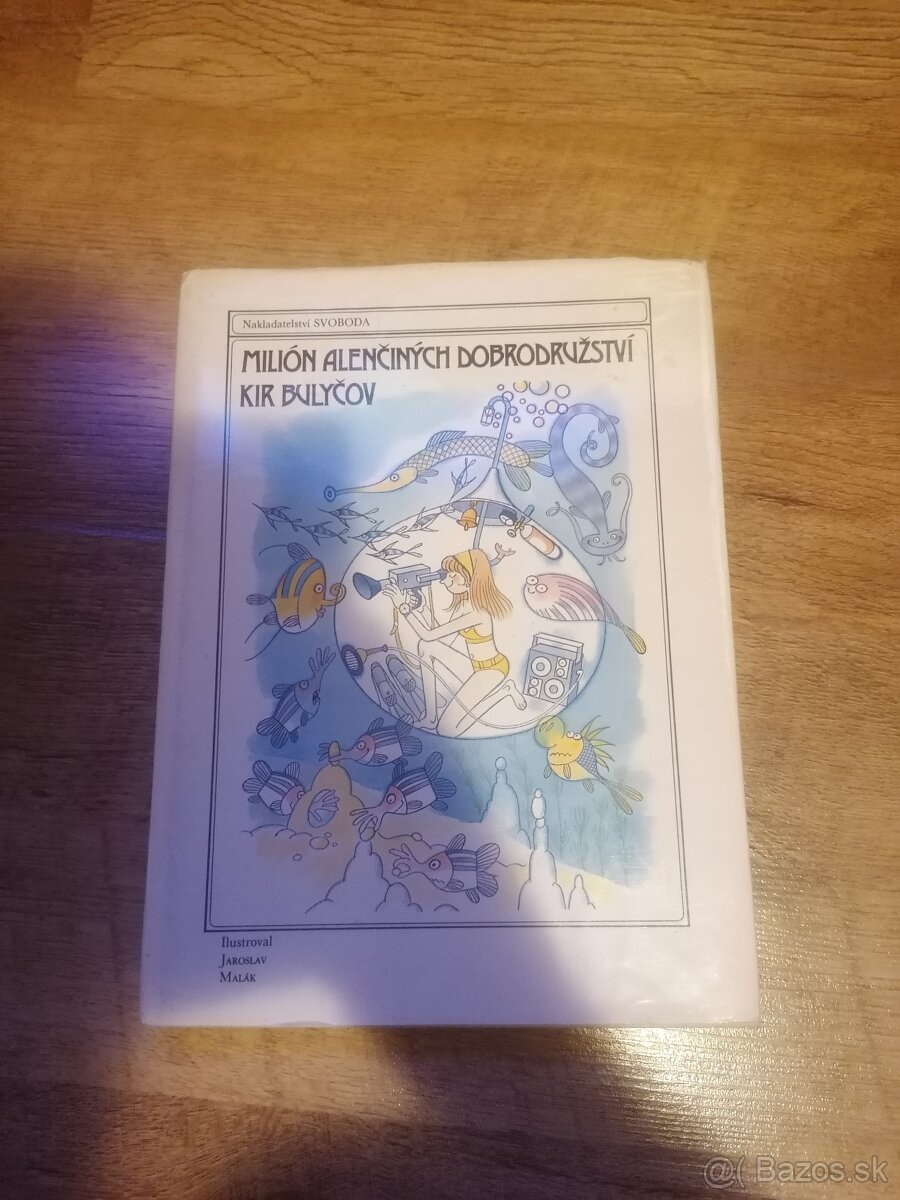 Nakladatelství SVOBODA
MILIÓN ALENČINÝCH DOBRODRUŽSTVÍ
KIR BULYČOV
Ilustroval
JAROSLAV
MALÁK
@( Bazos.sk